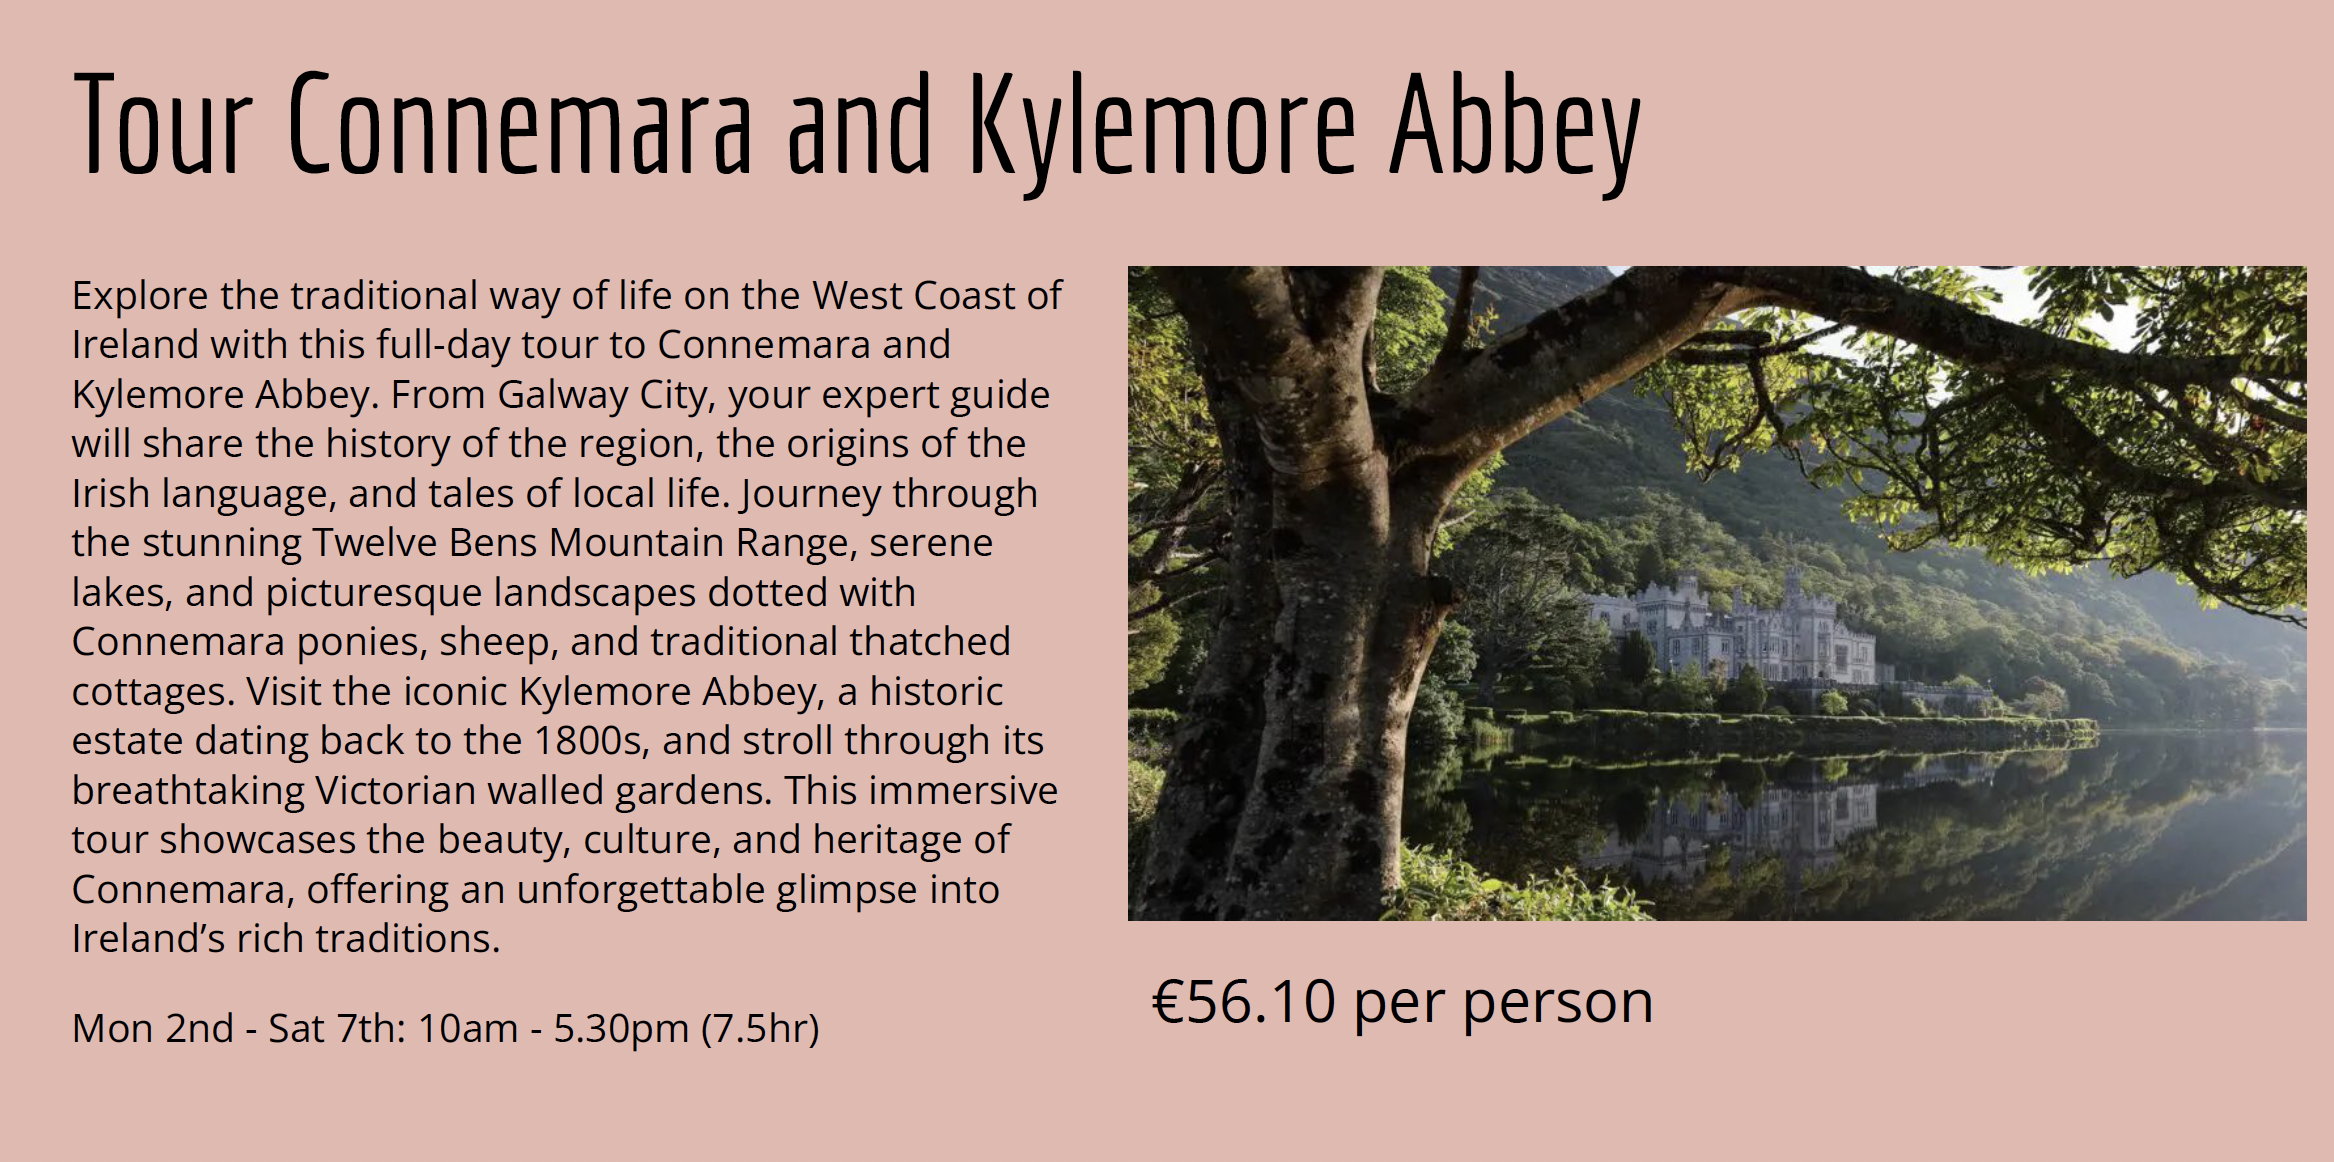 Tour Connemara and Kylemore Abbey
Explore the traditional way of life on the West Coast of
Ireland with this full-day tour to Connemara and
Kylemore Abbey. From Galway City, your expert guide
will share the history of the region, the origins of the
Irish language, and tales of local life. Journey through
the stunning Twelve Bens Mountain Range, serene
lakes, and picturesque landscapes dotted with
Connemara ponies, sheep, and traditional thatched
cottages. Visit the iconic Kylemore Abbey, a historic
estate dating back to the 1800s, and stroll through its
breathtaking Victorian walled gardens. This immersive
tour showcases the beauty, culture, and heritage of
Connemara, offering an unforgettable glimpse into
Ireland’s rich traditions.
Mon 2nd - Sat 7th: 10am - 5.30pm (7.5hr)
€56.10 per person